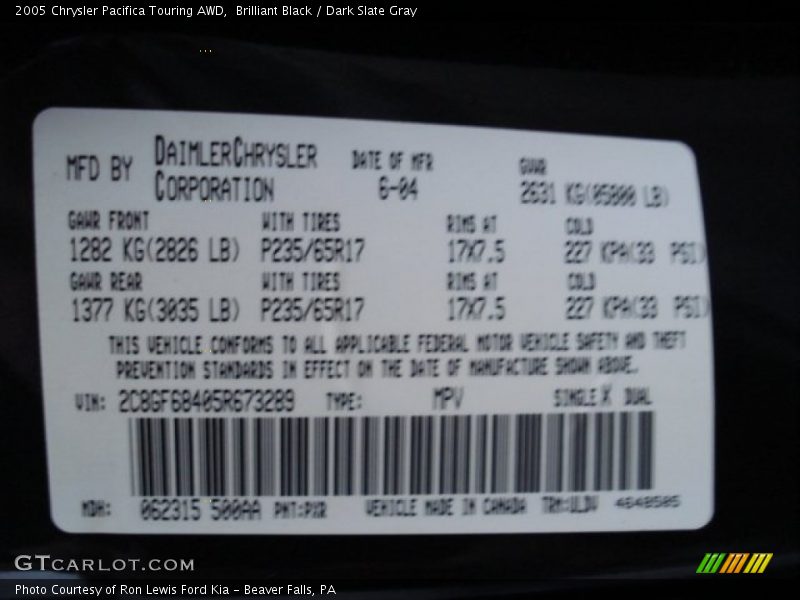 2005 Chrysler Pacifica Touring AWD,  Brilliant Black / Dark Slate Gray
MFD BY DAIMLERCHRYSLER CORPORATION DATE OF MFR 6-04 GVWR 2631 KG(05800 LB)
GAWR FRONT WITH TIRES RIMS AT COLD
1282 KG(2826 LB) P235/65R17 17X7.5 227 KPA(33 PSI)
GAWR REAR WITH TIRES RIMS AT COLD
1377 KG(3035 LB) P235/65R17 17X7.5 227 KPA(33 PSI)
THIS VEHICLE CONFORMS TO ALL APPLICABLE FEDERAL MOTOR VEHICLE SAFETY AND THEFT
PREVENTION STANDARDS IN EFFECT ON THE DATE OF MANUFACTURE SHOWN ABOVE.
VIN: 2C8GF68405R673289 TYPE: MPV SINGLE X DUAL
MDH: 062315 500AA PNT:PXR VEHICLE MADE IN CANADA TRM:ULDV 4648505
GTCARLOT.COM
Photo Courtesy of Ron Lewis Ford Kia - Beaver Falls, PA